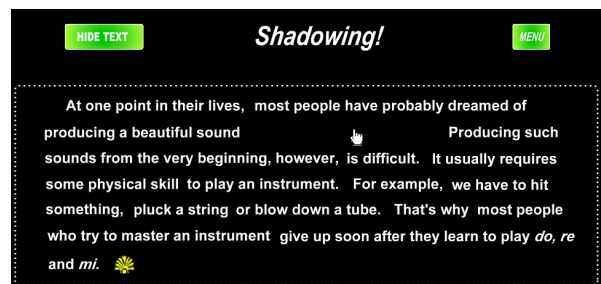 HIDE TEXT
Shadowing!
MENU
At one point in their lives, most people have probably dreamed of
producing a beautiful sound Producing such
sounds from the very beginning, however, is difficult. It usually requires
some physical skill to play an instrument. For example, we have to hit
something, pluck a string or blow down a tube. That's why most people
who try to master an instrument give up soon after they learn to play do, re
and mi.